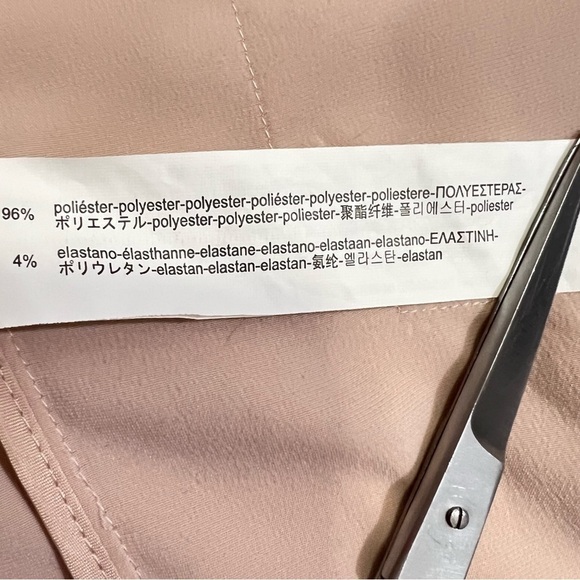 96% poliéster-polyester-polyester-poliéster-polyester-poliestere-ΠΟΛΥΕΣΤΕΡΑΣ-
ポリエステル-polyester-polyester-poliester-聚酯纤维-폴리에스터-poliester
4% elastano-élasthanne-elastane-elastano-elastaan-elastano-ΕΛΑΣΤΙΝΗ-
ポリウレタン-elastan-elastan-elastan-氨纶-엘라스탄-elastan